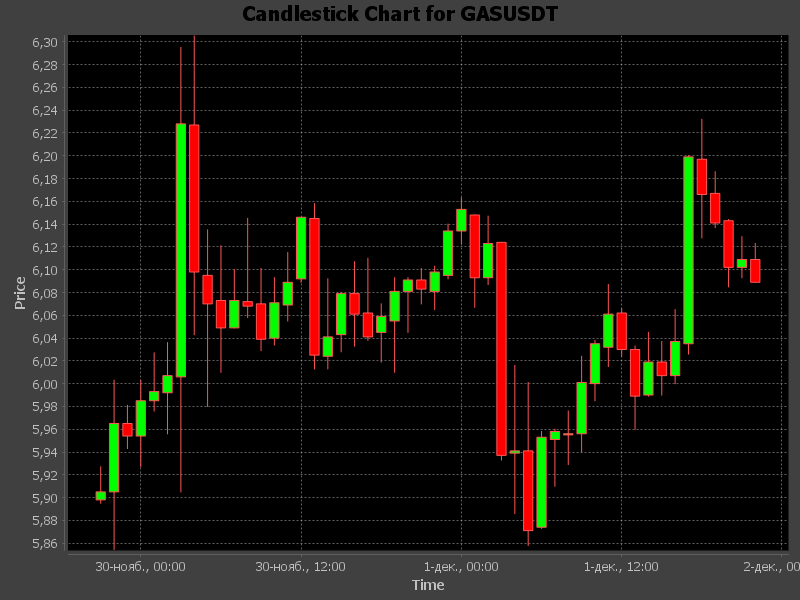 Candlestick Chart for GASUSDT
6,30
6,28
6,26
6,24
6,22
6,20
6,18
6,16
6,14
6,12
6,10
6,08
6,06
6,04
6,02
6,00
5,98
5,96
5,94
5,92
5,90
5,88
5,86
Price
30-нояб., 00:00
30-нояб., 12:00
1-дек., 00:00
1-дек., 12:00
2-дек., 00
Time